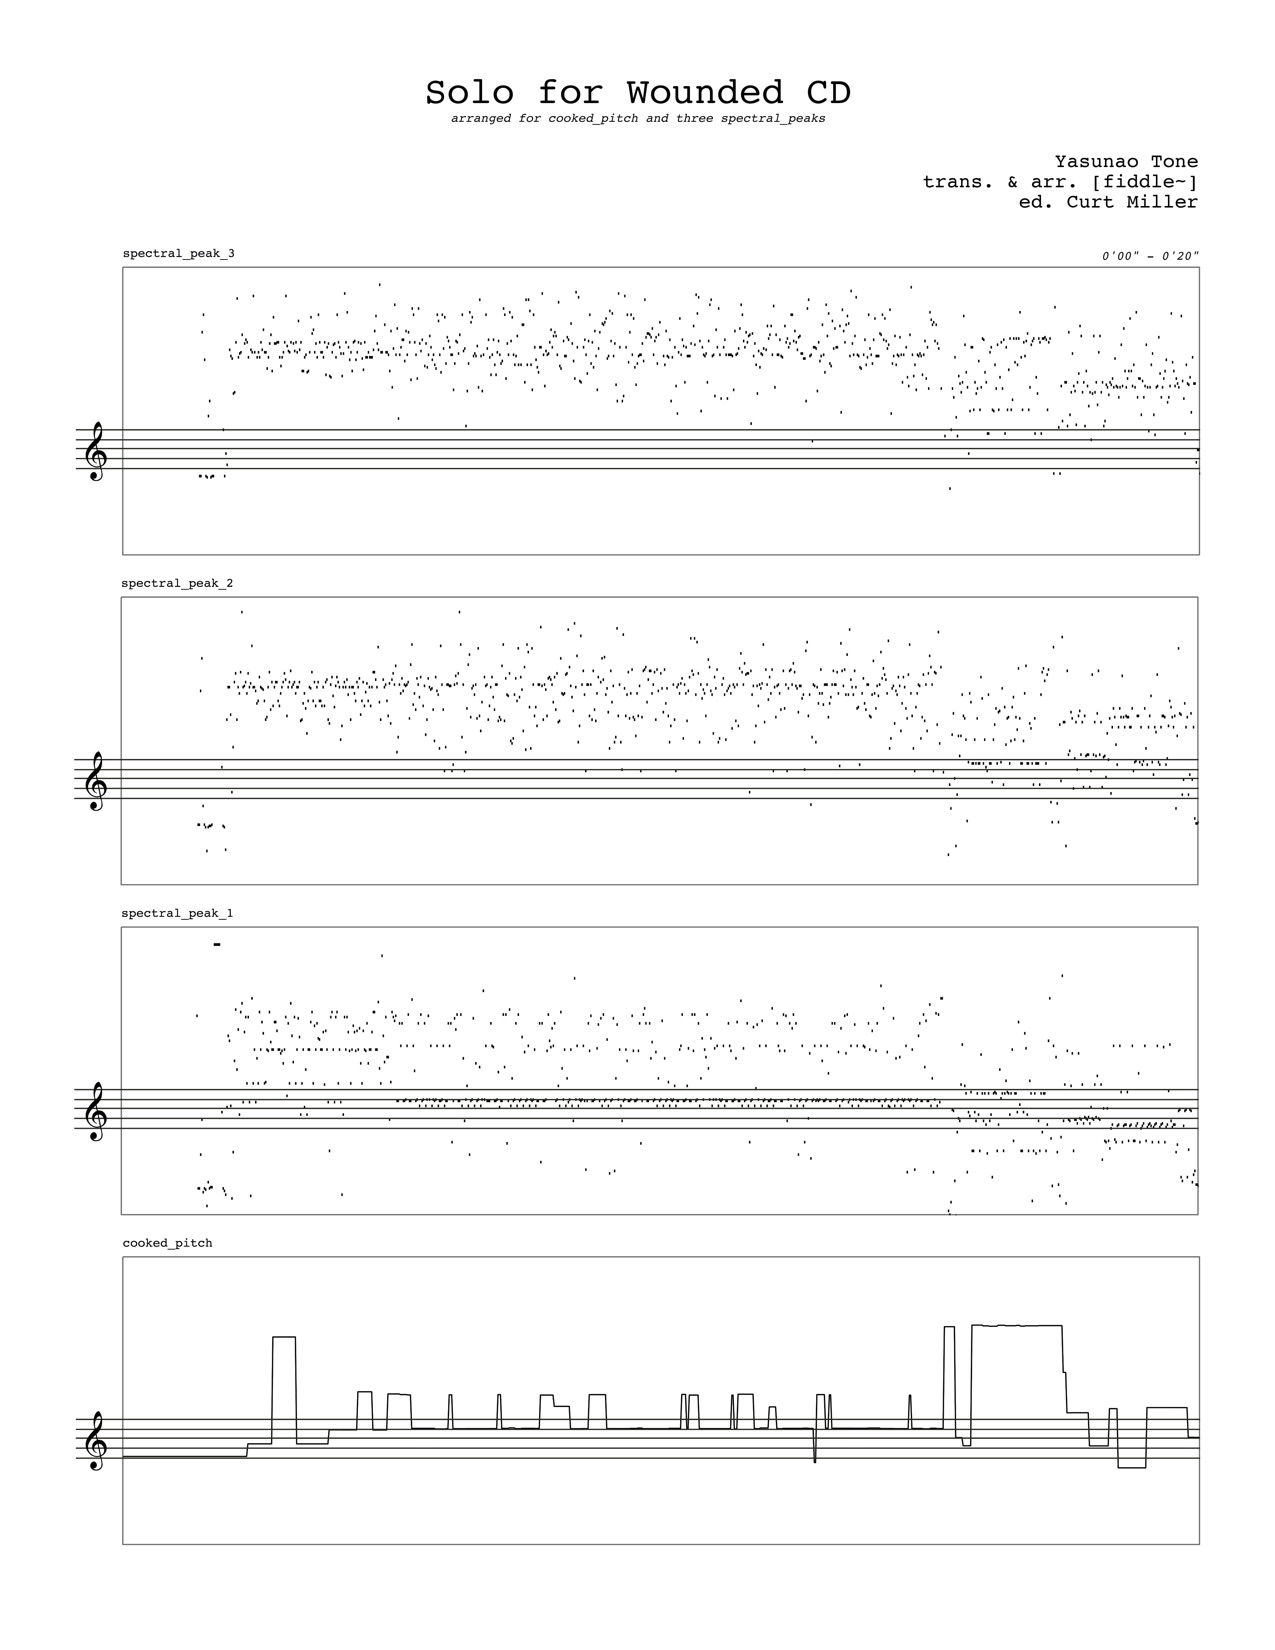 Solo for Wounded CD
arranged for cooked_pitch and three spectral_peaks
Yasunao Tone
trans. & arr. [fiddle~]
ed. Curt Miller
spectral_peak_3
0'00" – 0'20"
spectral_peak_2
spectral_peak_1
cooked_pitch